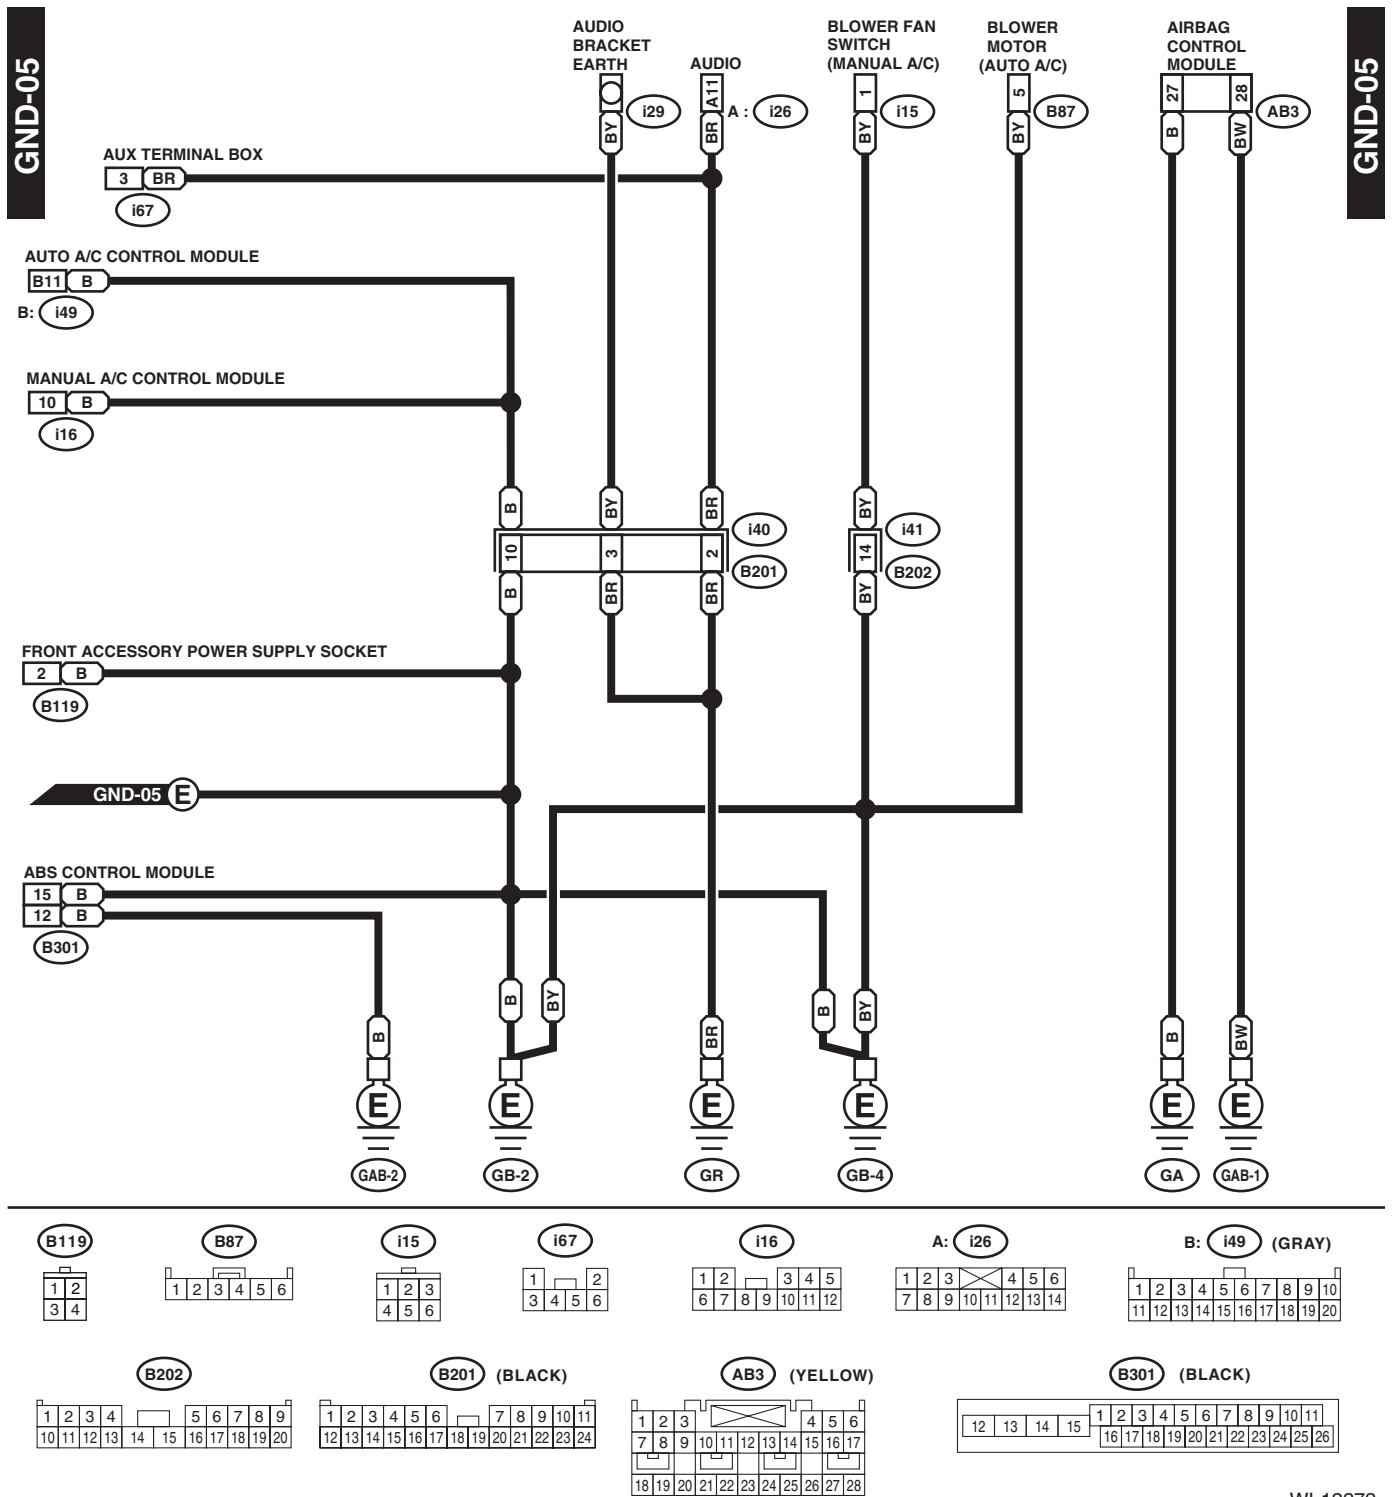 GND-05
GND-05
AUDIO
BRACKET
EARTH
AUDIO
BLOWER FAN
SWITCH
(MANUAL A/C)
BLOWER
MOTOR
(AUTO A/C)
AIRBAG
CONTROL
MODULE
A11 1 5 27 28
i29 A : i26 i15 B87 AB3
BY BR BY BY B BW
AUX TERMINAL BOX
3 BR
i67
AUTO A/C CONTROL MODULE
B11 B
B: i49
MANUAL A/C CONTROL MODULE
10 B
i16
B BY BR BY
i40 i41
10 3 2 14
B201 B202
B BR BR BY
FRONT ACCESSORY POWER SUPPLY SOCKET
2 B
B119
GND-05 E
ABS CONTROL MODULE
15 B
12 B
B301
B BY B BY
B BR B BW
E E E E E E
GAB-2 GB-2 GR GB-4 GA GAB-1
B119 B87 i15 i67 i16 A: i26 B: i49 (GRAY)
1 2
3 4
1 2 3 4 5 6
1 2 3
4 5 6
1 2
3 4 5 6
1 2 3 4 5
6 7 8 9 10 11 12
1 2 3 4 5 6
7 8 9 10 11 12 13 14
1 2 3 4 5 6 7 8 9 10
11 12 13 14 15 16 17 18 19 20
B202 B201 (BLACK) AB3 (YELLOW) B301 (BLACK)
1 2 3 4 5 6 7 8 9
10 11 12 13 14 15 16 17 18 19 20
1 2 3 4 5 6 7 8 9 10 11
12 13 14 15 16 17 18 19 20 21 22 23 24
1 2 3 4 5 6
7 8 9 10 11 12 13 14 15 16 17
18 19 20 21 22 23 24 25 26 27 28
12 13 14 15 1 2 3 4 5 6 7 8 9 10 11
16 17 18 19 20 21 22 23 24 25 26